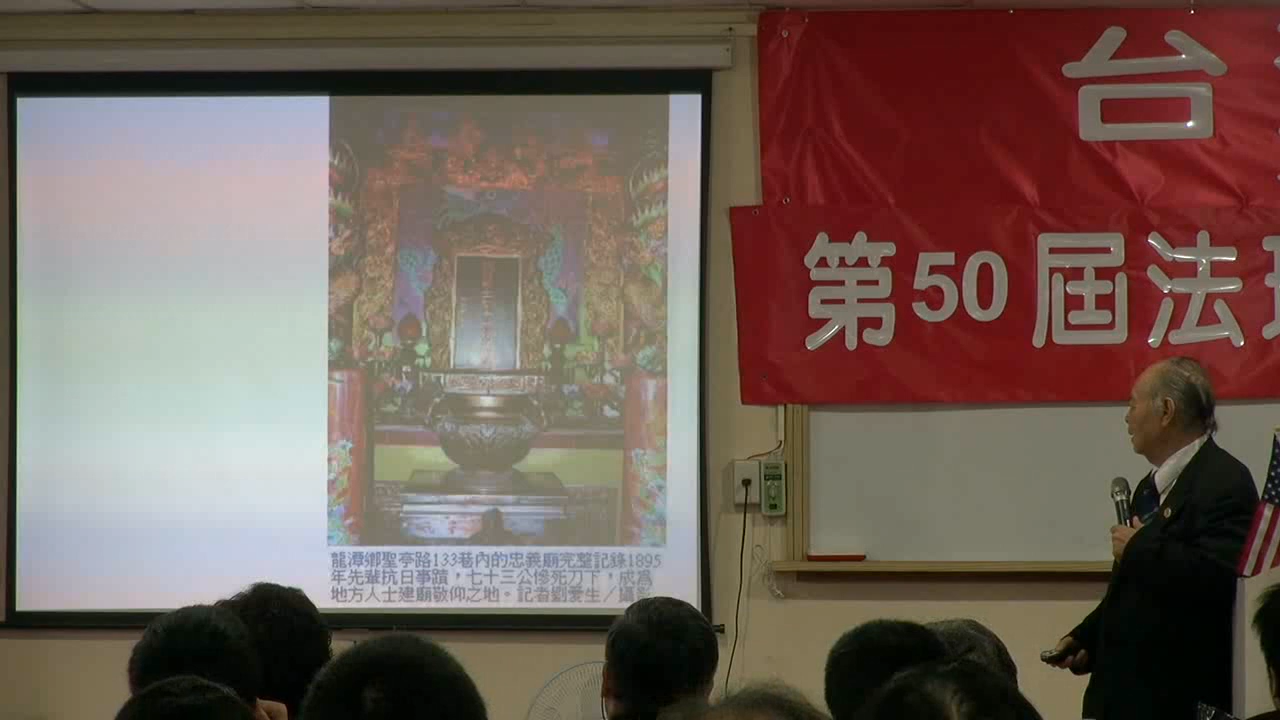 龍潭鄉聖亭路133巷內的忠義廟完整記錄1895
年先輩抗日事蹟，七十三公慘死刀下，成為
地方人士建廟敬仰之地。記者劉愛生／攝影
台
第50屆法